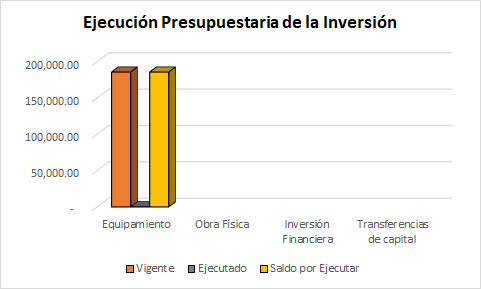 Ejecución Presupuestaria de la Inversión
200,000.00
150,000.00
100,000.00
50,000.00
-
Equipamiento
Obra Física
Inversión
Financiera
Transferencias
de capital
Vigente
Ejecutado
Saldo por Ejecutar